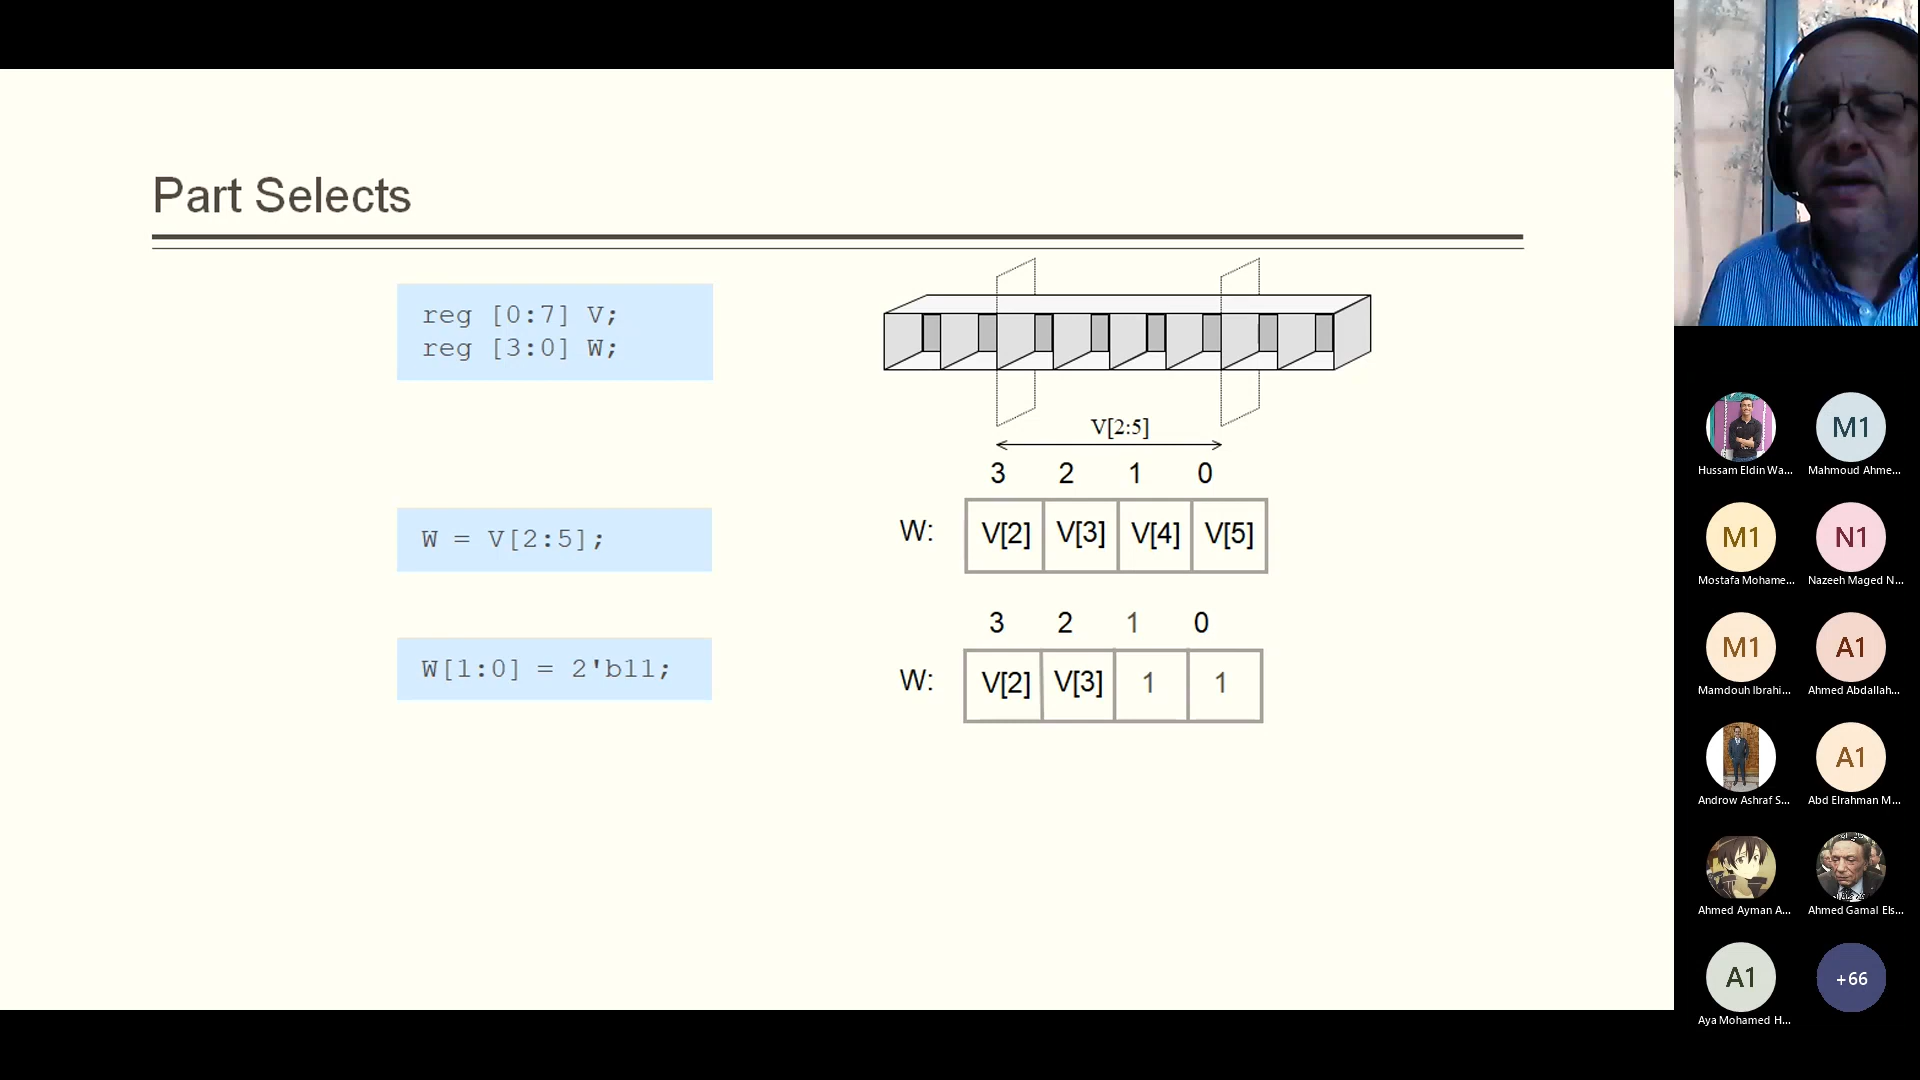 Part Selects
reg [0:7] V;
reg [3:0] W;
V[2:5]
W = V[2:5];
3 2 1 0
W: V[2] V[3] V[4] V[5]
W[1:0] = 2'b11;
3 2 1 0
W: V[2] V[3] 1 1
M1
Hussam Eldin Wa...
Mahmoud Ahme...
M1
N1
Mostafa Mohame...
Nazeeh Maged N...
M1
A1
Mamdouh Ibrahi...
Ahmed Abdallah...
A1
Androw Ashraf S...
Abd Elrahman M...
Ahmed Ayman A...
Ahmed Gamal Els...
A1
+66
Aya Mohamed H...